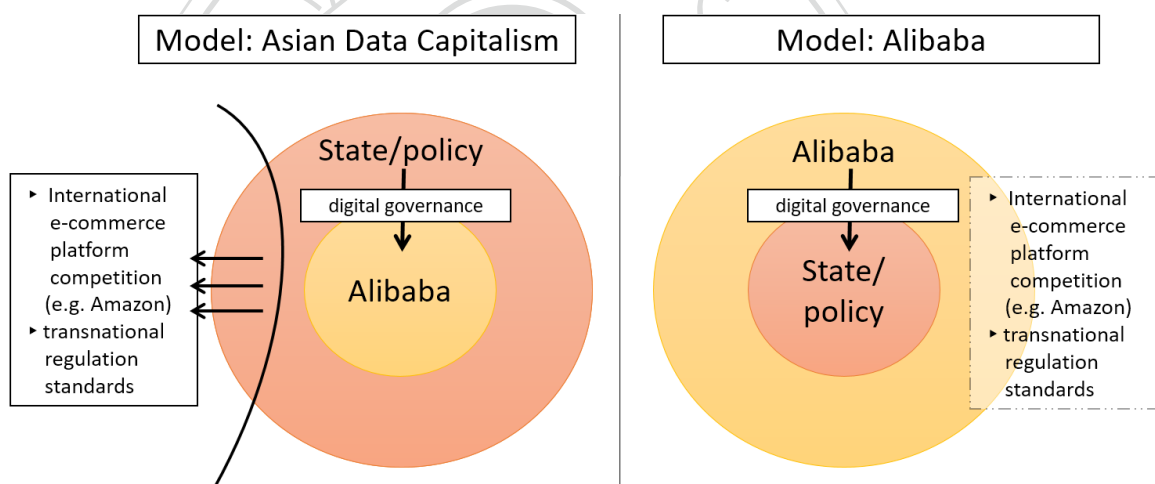 Model: Asian Data Capitalism
State/policy
digital governance
Alibaba
‣ International
e-commerce
platform
competition
(e.g. Amazon)
‣ transnational
regulation
standards
Model: Alibaba
Alibaba
digital governance
State/
policy
‣ International
e-commerce
platform
competition
(e.g. Amazon)
‣ transnational
regulation
standards